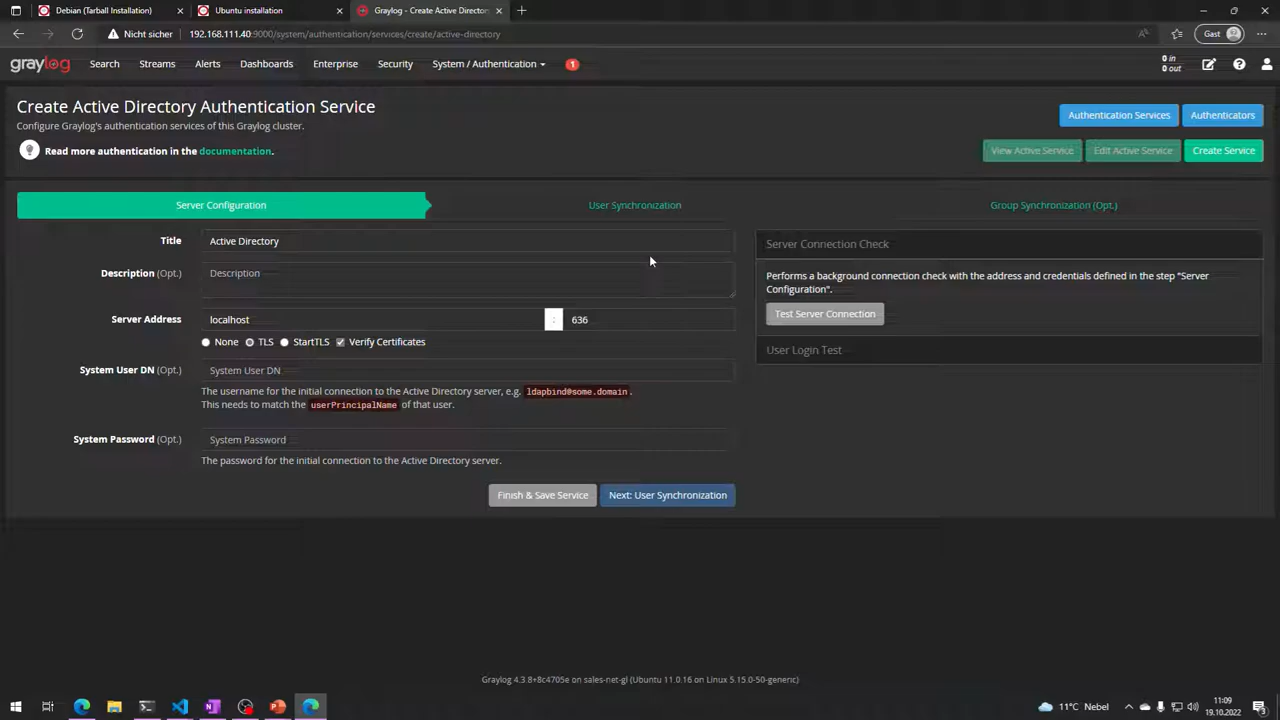 Debian (Tarball Installation)
Ubuntu installation
Graylog - Create Active Director
Nicht sicher
192.168.111.40:9000/system/authentication/services/create/active-directory
Gast
graylog
Search
Streams
Alerts
Dashboards
Enterprise
Security
System / Authentication
1
0 in
0 out
Create Active Directory Authentication Service
Configure Graylog's authentication services of this Graylog cluster.
Authentication Services
Authenticators
Read more authentication in the documentation.
View Active Service
Edit Active Service
Create Service
Server Configuration
User Synchronization
Group Synchronization (Opt.)
Title
Active Directory
Description (Opt.)
Description
Server Address
localhost
:
636
None
TLS
StartTLS
Verify Certificates
System User DN (Opt.)
System User DN
The username for the initial connection to the Active Directory server, e.g. ldapbind@some.domain.
This needs to match the userPrincipalName of that user.
System Password (Opt.)
System Password
The password for the initial connection to the Active Directory server.
Finish & Save Service
Next: User Synchronization
Server Connection Check
Performs a background connection check with the address and credentials defined in the step "Server
Configuration".
Test Server Connection
User Login Test
Graylog 4.3.8+8c4705e on sales-net-gl (Ubuntu 11.0.16 on Linux 5.15.0-50-generic)
11°C Nebel
11:09
19.10.2022
3